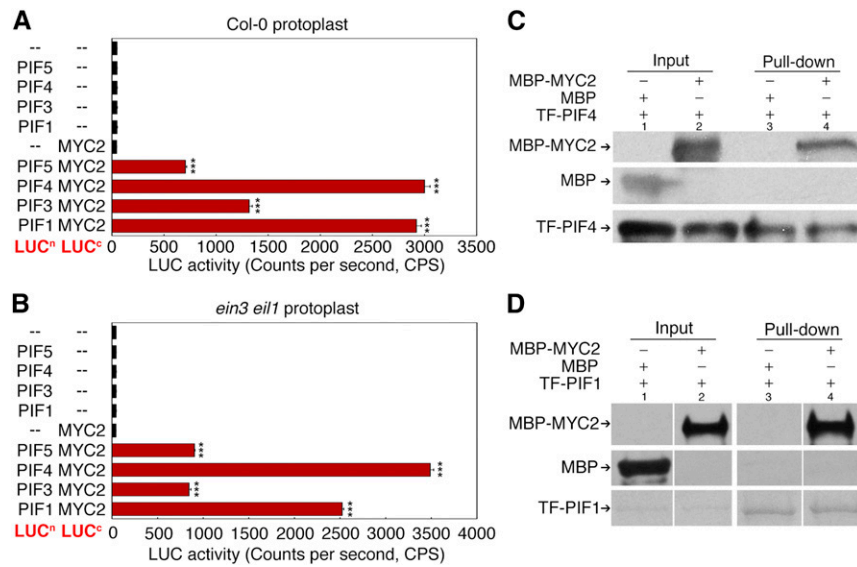 A
Col-0 protoplast
-- --
PIF5 --
PIF4 --
PIF3 --
PIF1 --
-- MYC2
PIF5 MYC2 ***
PIF4 MYC2 ***
PIF3 MYC2 ***
PIF1 MYC2 ***
LUCⁿ LUCᶜ
0 500 1000 1500 2000 2500 3000 3500
LUC activity (Counts per second, CPS)
B
ein3 eil1 protoplast
-- --
PIF5 --
PIF4 --
PIF3 --
PIF1 --
-- MYC2
PIF5 MYC2 ***
PIF4 MYC2 ***
PIF3 MYC2 ***
PIF1 MYC2 ***
LUCⁿ LUCᶜ
0 500 1000 1500 2000 2500 3000 3500 4000
LUC activity (Counts per second, CPS)
C
Input Pull-down
MBP-MYC2 − + − +
MBP + − + −
TF-PIF4 + + + +
1 2 3 4
MBP-MYC2→
MBP→
TF-PIF4→
D
Input Pull-down
MBP-MYC2 − + − +
MBP + − + −
TF-PIF1 + + + +
1 2 3 4
MBP-MYC2→
MBP→
TF-PIF1→